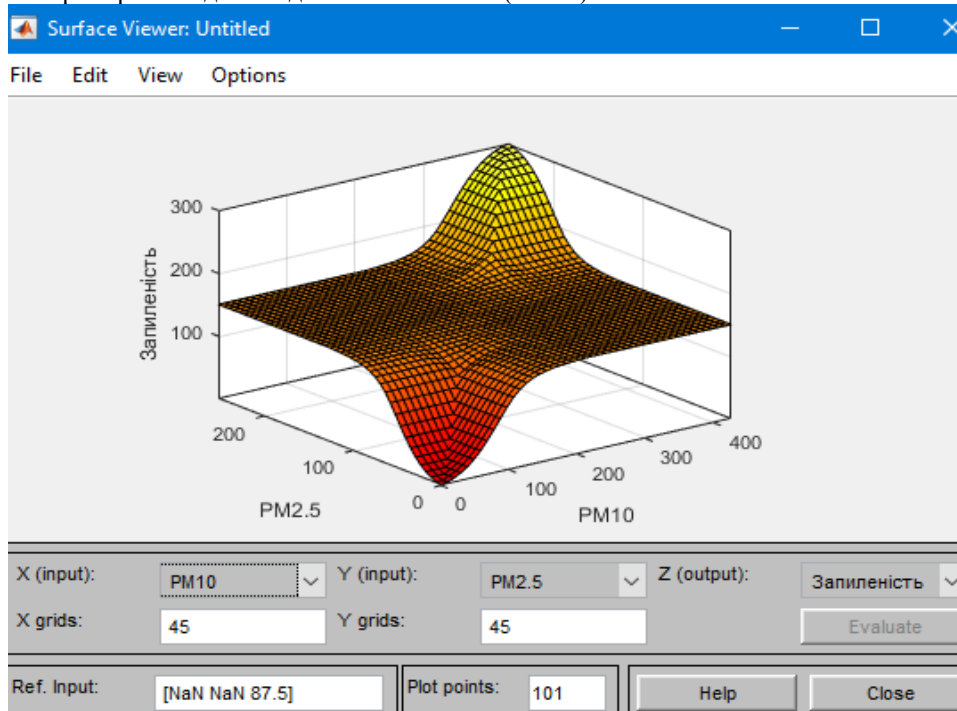 Surface Viewer: Untitled
File Edit View Options
300
200
100
Запиленість
200
100
0
PM2.5
0
100
200
300
400
PM10
X (input): PM10 Y (input): PM2.5 Z (output): Запиленість
X grids: 45 Y grids: 45 Evaluate
Ref. Input: [NaN NaN 87.5] Plot points: 101 Help Close